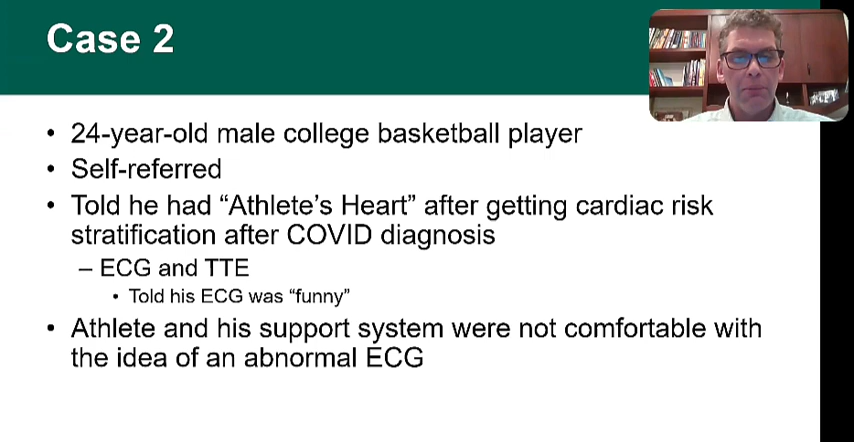 Case 2
• 24-year-old male college basketball player
• Self-referred
• Told he had “Athlete’s Heart” after getting cardiac risk
stratification after COVID diagnosis
– ECG and TTE
• Told his ECG was “funny”
• Athlete and his support system were not comfortable with
the idea of an abnormal ECG